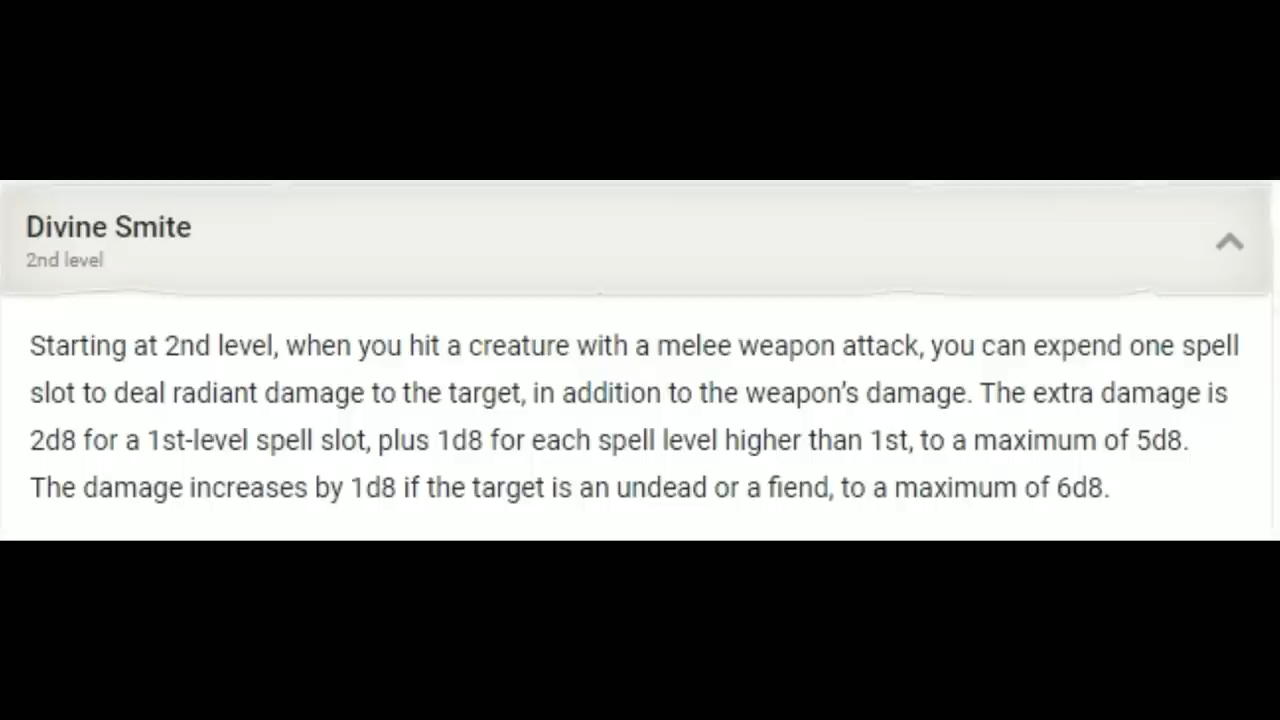 Divine Smite
2nd level
Starting at 2nd level, when you hit a creature with a melee weapon attack, you can expend one spell
slot to deal radiant damage to the target, in addition to the weapon’s damage. The extra damage is
2d8 for a 1st-level spell slot, plus 1d8 for each spell level higher than 1st, to a maximum of 5d8.
The damage increases by 1d8 if the target is an undead or a fiend, to a maximum of 6d8.